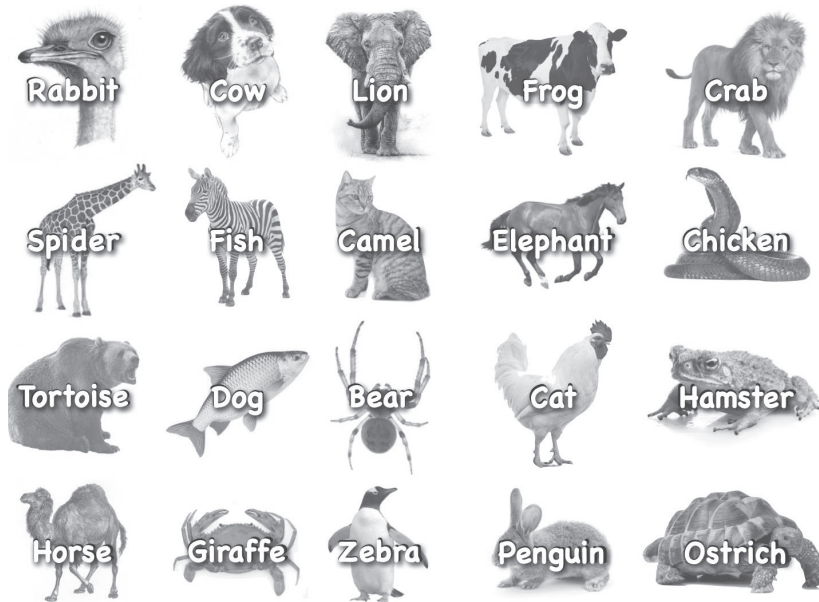 Rabbit Cow Lion Frog Crab
Spider Fish Camel Elephant Chicken
Tortoise Dog Bear Cat Hamster
Horse Giraffe Zebra Penguin Ostrich